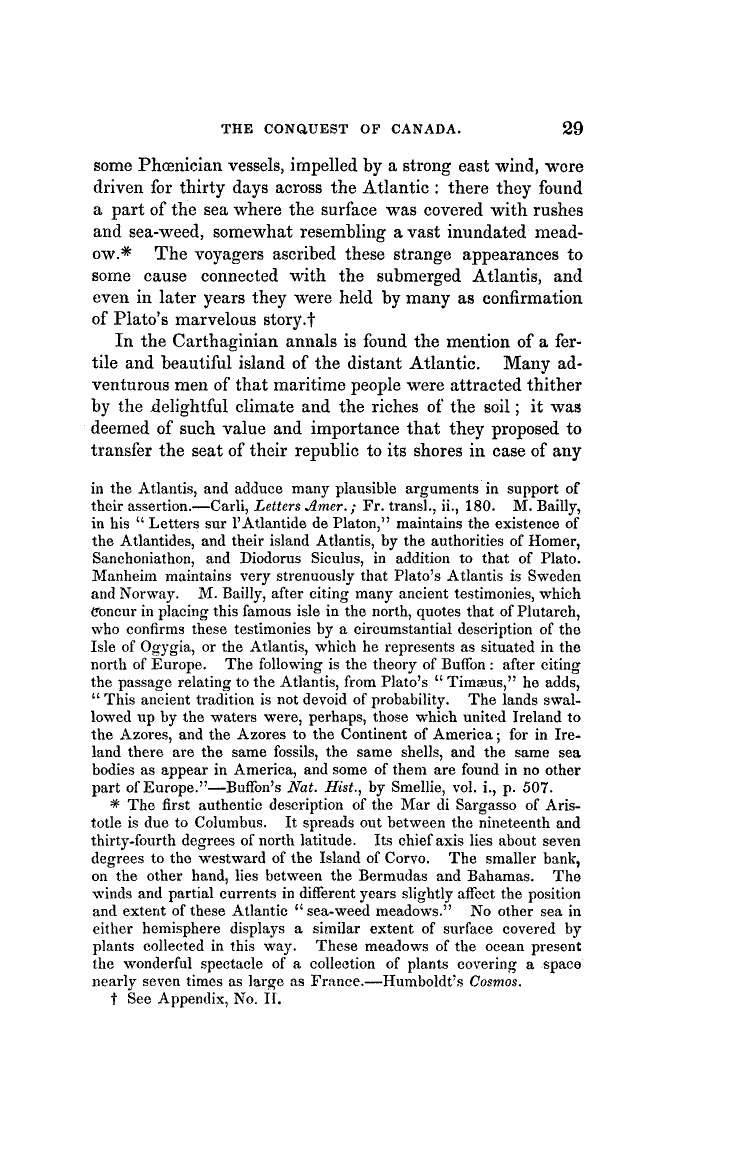 THE CONQUEST OF CANADA. 29
some Phœnician vessels, impelled by a strong east wind, were
driven for thirty days across the Atlantic : there they found
a part of the sea where the surface was covered with rushes
and sea-weed, somewhat resembling a vast inundated mead-
ow.* The voyagers ascribed these strange appearances to
some cause connected with the submerged Atlantis, and
even in later years they were held by many as confirmation
of Plato's marvelous story.†
In the Carthaginian annals is found the mention of a fer-
tile and beautiful island of the distant Atlantic. Many ad-
venturous men of that maritime people were attracted thither
by the delightful climate and the riches of the soil ; it was
deemed of such value and importance that they proposed to
transfer the seat of their republic to its shores in case of any
in the Atlantis, and adduce many plausible arguments in support of
their assertion.—Carli, Letters Amer. ; Fr. transl., ii., 180. M. Bailly,
in his “ Letters sur l'Atlantide de Platon,” maintains the existence of
the Atlantides, and their island Atlantis, by the authorities of Homer,
Sanchoniathon, and Diodorus Siculus, in addition to that of Plato.
Manheim maintains very strenuously that Plato's Atlantis is Sweden
and Norway. M. Bailly, after citing many ancient testimonies, which
concur in placing this famous isle in the north, quotes that of Plutarch,
who confirms these testimonies by a circumstantial description of the
Isle of Ogygia, or the Atlantis, which he represents as situated in the
north of Europe. The following is the theory of Buffon : after citing
the passage relating to the Atlantis, from Plato's “ Timæus,” he adds,
“ This ancient tradition is not devoid of probability. The lands swal-
lowed up by the waters were, perhaps, those which united Ireland to
the Azores, and the Azores to the Continent of America ; for in Ire-
land there are the same fossils, the same shells, and the same sea
bodies as appear in America, and some of them are found in no other
part of Europe.”—Buffon's Nat. Hist., by Smellie, vol. i., p. 507.
* The first authentic description of the Mar di Sargasso of Aris-
totle is due to Columbus. It spreads out between the nineteenth and
thirty-fourth degrees of north latitude. Its chief axis lies about seven
degrees to the westward of the Island of Corvo. The smaller bank,
on the other hand, lies between the Bermudas and Bahamas. The
winds and partial currents in different years slightly affect the position
and extent of these Atlantic “ sea-weed meadows.” No other sea in
either hemisphere displays a similar extent of surface covered by
plants collected in this way. These meadows of the ocean present
the wonderful spectacle of a collection of plants covering a space
nearly seven times as large as France.—Humboldt's Cosmos.
† See Appendix, No. II.